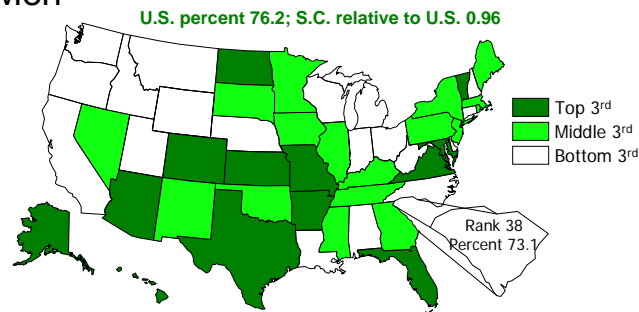 U.S. percent 76.2; S.C. relative to U.S. 0.96
Top 3rd
Middle 3rd
Bottom 3rd
Rank 38
Percent 73.1